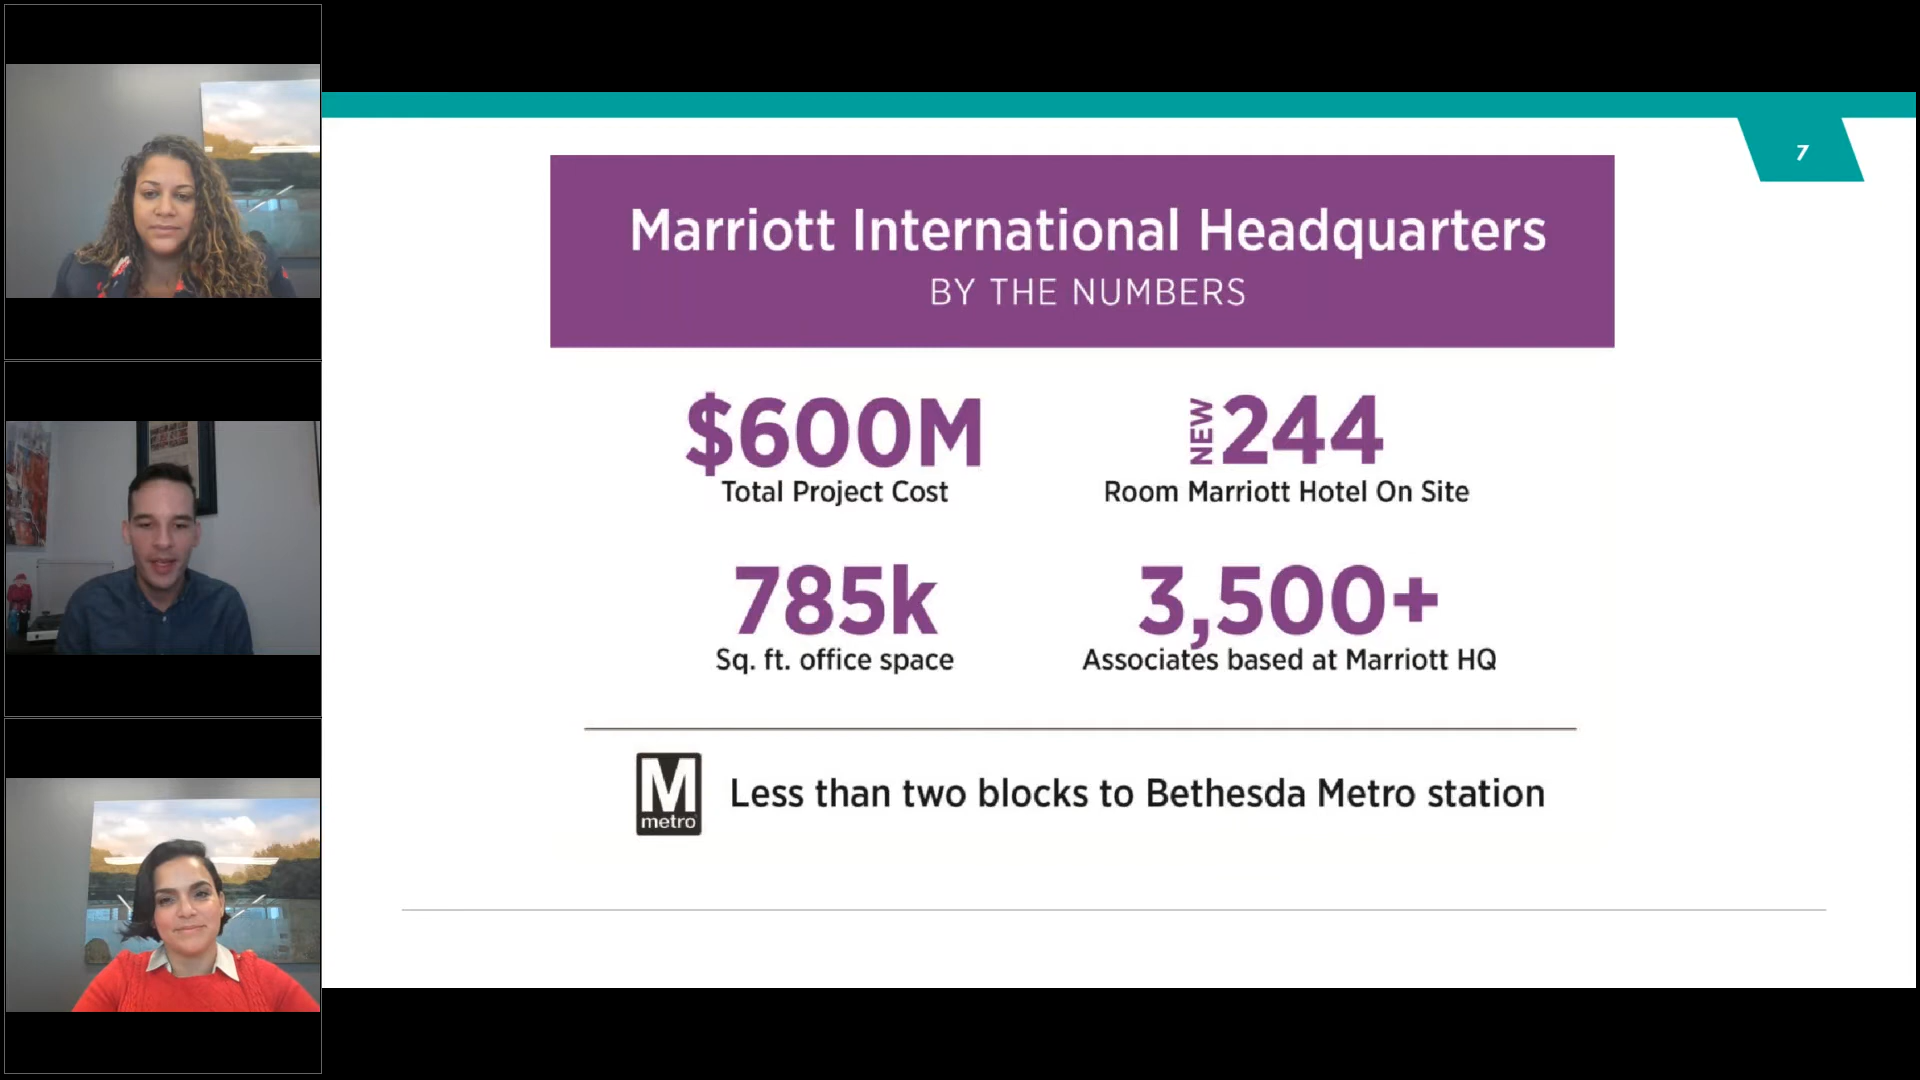 7
Marriott International Headquarters
BY THE NUMBERS
$600M
Total Project Cost
NEW 244
Room Marriott Hotel On Site
785k
Sq. ft. office space
3,500+
Associates based at Marriott HQ
M
metro
Less than two blocks to Bethesda Metro station